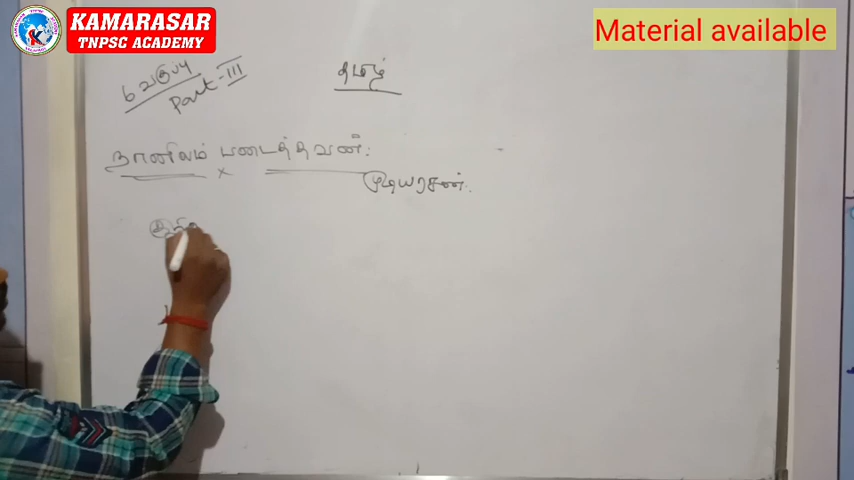 KAMARASAR
TNPSC ACADEMY
Material available
6 வகுப்பு
Part-III
தமிழ்
நானிலம் படைத்தவன்:
முடியரசன்.